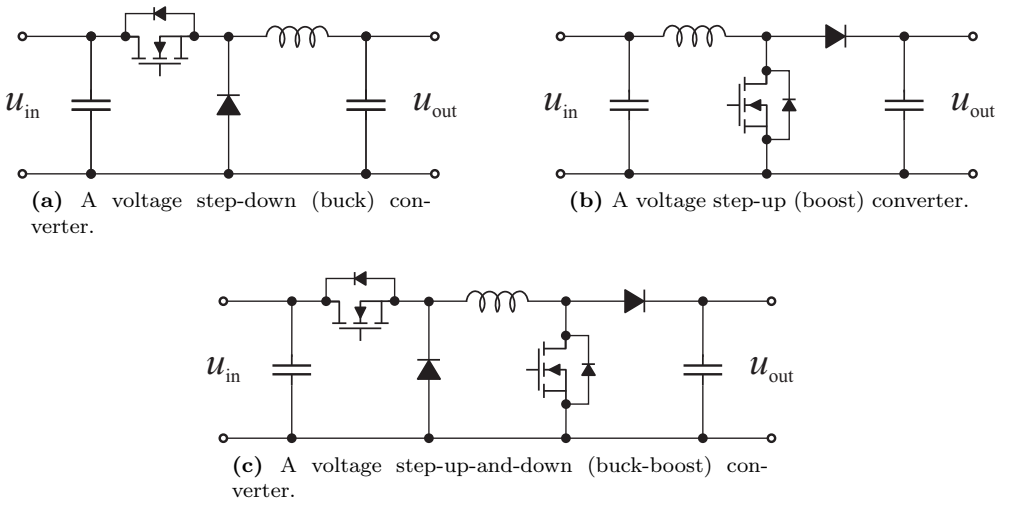 u_in
u_out
(a) A voltage step-down (buck) con-
verter.
u_in
u_out
(b) A voltage step-up (boost) converter.
u_in
u_out
(c) A voltage step-up-and-down (buck-boost) con-
verter.